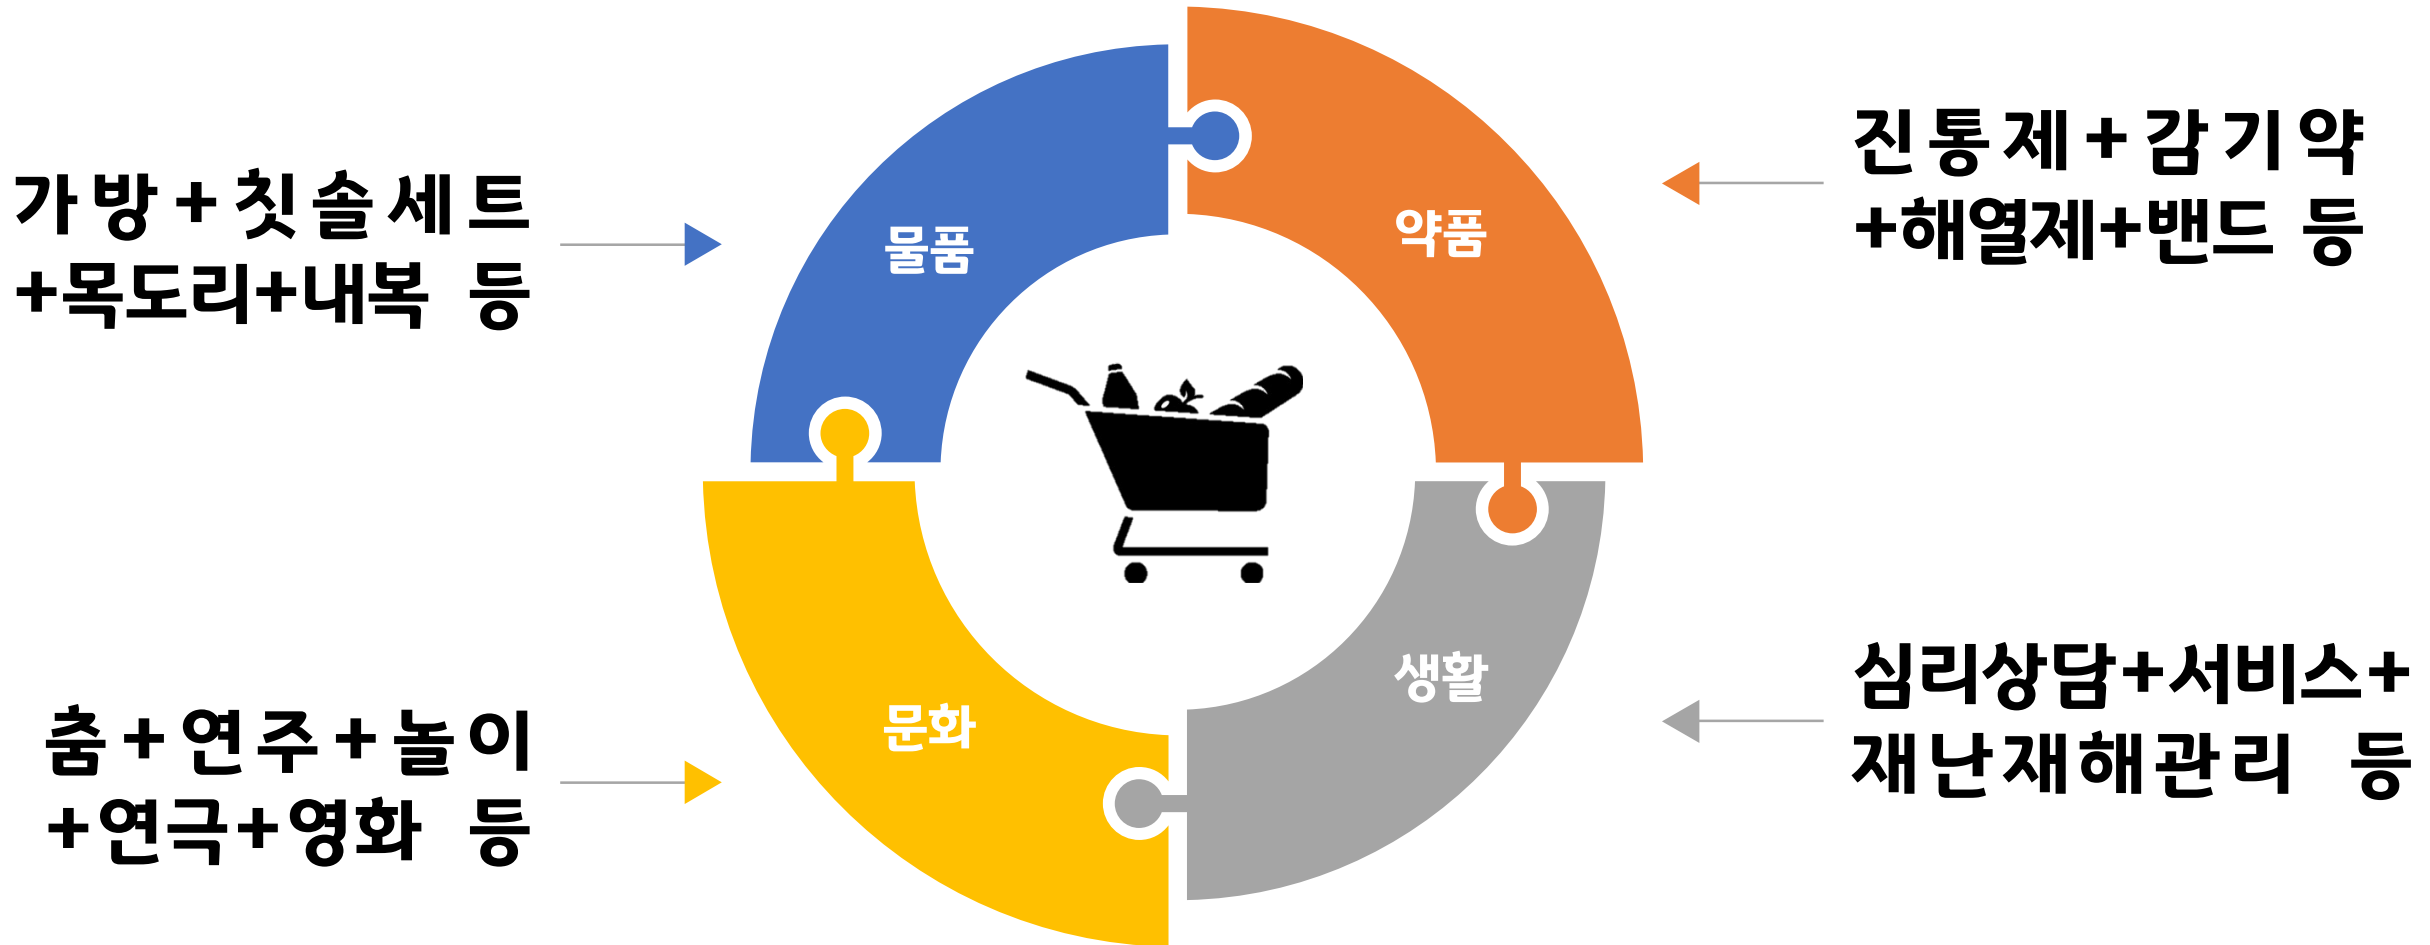 가방+칫솔세트
+목도리+내복 등
물품
약품
진통제+감기약
+해열제+밴드 등
춤+연주+놀이
+연극+영화 등
문화
생활
심리상담+서비스+
재난재해관리 등